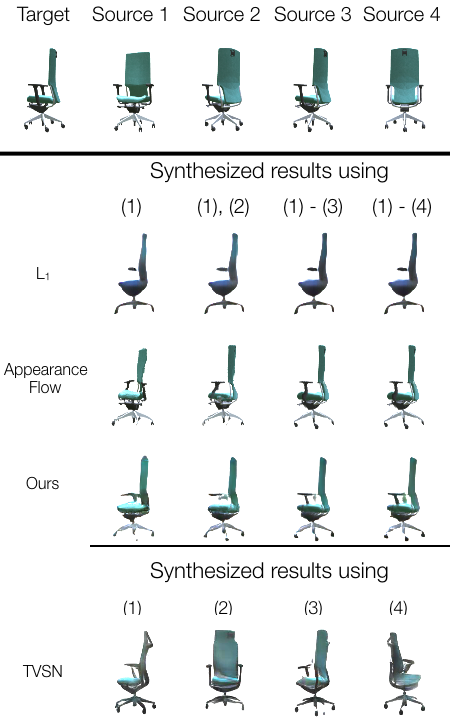 Target Source 1 Source 2 Source 3 Source 4
Synthesized results using
(1) (1), (2) (1) - (3) (1) - (4)
L₁
Appearance
Flow
Ours
Synthesized results using
(1) (2) (3) (4)
TVSN